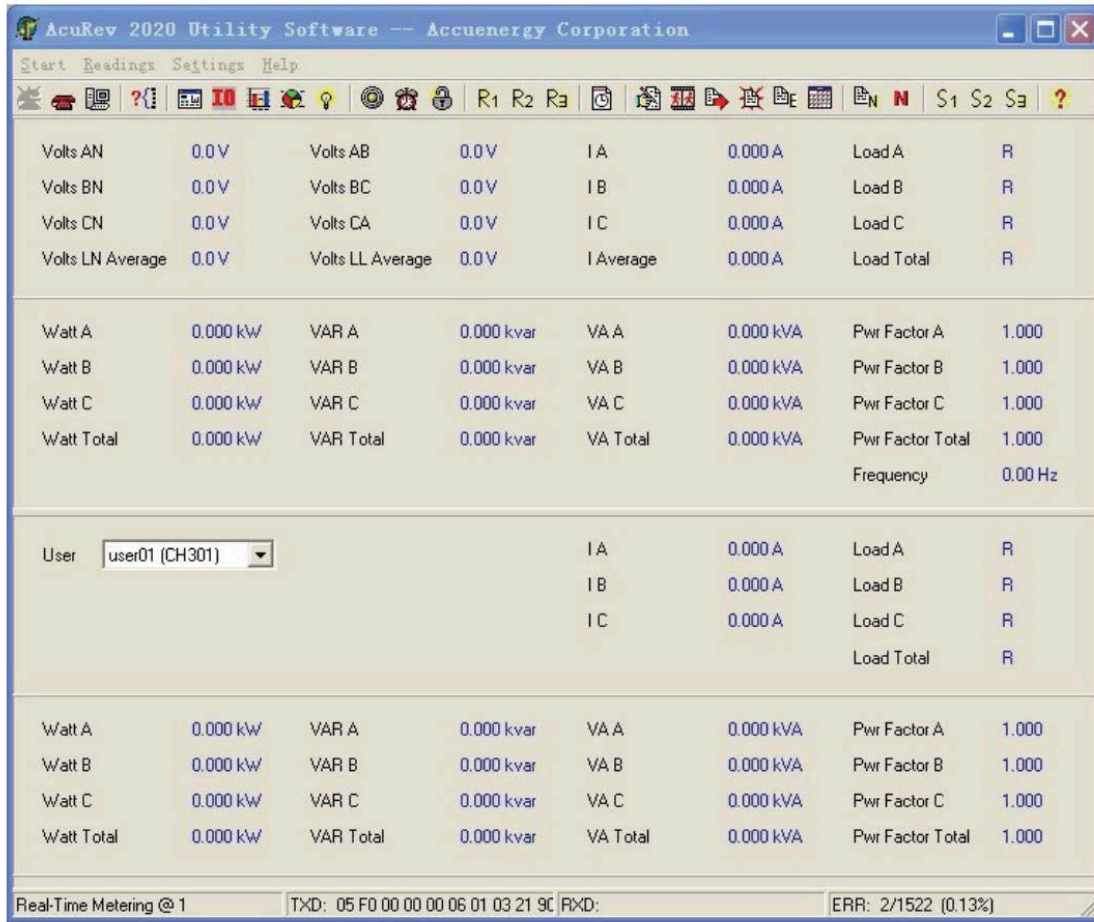 AcuRev 2020 Utility Software -- Accuenergy Corporation
Start Readings Settings Help
?{} IO R1 R2 R3 E N N S1 S2 S3 ?
Volts AN 0.0 V Volts AB 0.0 V I A 0.000 A Load A R
Volts BN 0.0 V Volts BC 0.0 V I B 0.000 A Load B R
Volts CN 0.0 V Volts CA 0.0 V I C 0.000 A Load C R
Volts LN Average 0.0 V Volts LL Average 0.0 V I Average 0.000 A Load Total R
Watt A 0.000 kW VAR A 0.000 kvar VA A 0.000 kVA Pwr Factor A 1.000
Watt B 0.000 kW VAR B 0.000 kvar VA B 0.000 kVA Pwr Factor B 1.000
Watt C 0.000 kW VAR C 0.000 kvar VA C 0.000 kVA Pwr Factor C 1.000
Watt Total 0.000 kW VAR Total 0.000 kvar VA Total 0.000 kVA Pwr Factor Total 1.000
Frequency 0.00 Hz
User user01 (CH301) I A 0.000 A Load A R
I B 0.000 A Load B R
I C 0.000 A Load C R
Load Total R
Watt A 0.000 kW VAR A 0.000 kvar VA A 0.000 kVA Pwr Factor A 1.000
Watt B 0.000 kW VAR B 0.000 kvar VA B 0.000 kVA Pwr Factor B 1.000
Watt C 0.000 kW VAR C 0.000 kvar VA C 0.000 kVA Pwr Factor C 1.000
Watt Total 0.000 kW VAR Total 0.000 kvar VA Total 0.000 kVA Pwr Factor Total 1.000
Real-Time Metering @ 1 TXD: 05 F0 00 00 00 06 01 03 21 90 RXD: ERR: 2/1522 (0.13%)